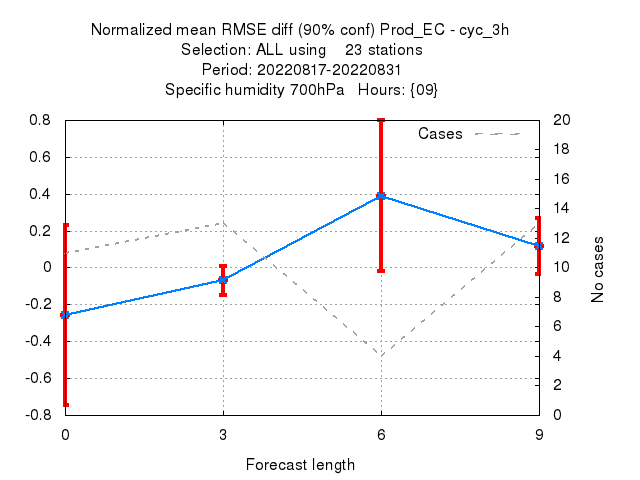 Normalized mean RMSE diff (90% conf) Prod_EC - cyc_3h
Selection: ALL using 23 stations
Period: 20220817-20220831
Specific humidity 700hPa Hours: {09}
Cases
0.8
0.6
0.4
0.2
0
-0.2
-0.4
-0.6
-0.8
20
18
16
14
12
10
8
6
4
2
0
No cases
0 3 6 9
Forecast length